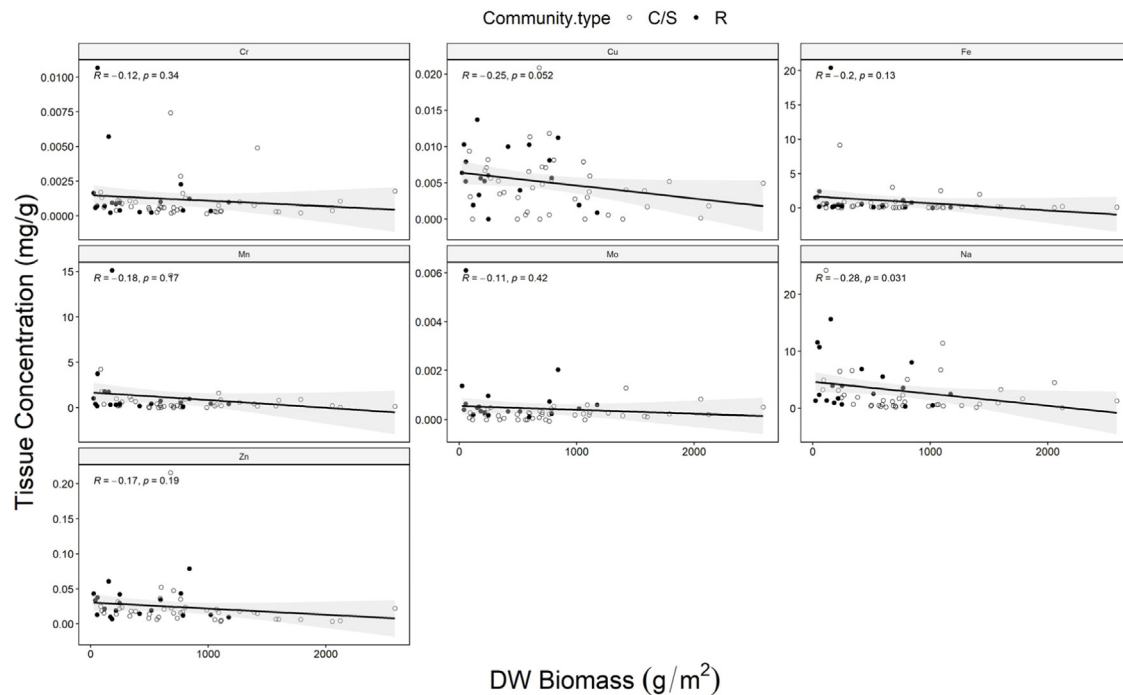 Community.type ○ C/S ● R
Cr
Cu
Fe
0.0100
0.0075
0.0050
0.0025
0.0000
R = −0.12, p = 0.34
0.020
0.015
0.010
0.005
0.000
R = −0.25, p = 0.052
20
15
10
5
0
R = −0.2, p = 0.13
Mn
Mo
Na
15
10
5
0
R = −0.18, p = 0.17
0.006
0.004
0.002
0.000
R = −0.11, p = 0.42
0 1000 2000
20
10
0
R = −0.28, p = 0.031
0 1000 2000
Zn
0.20
0.15
0.10
0.05
0.00
R = −0.17, p = 0.19
0 1000 2000
Tissue Concentration (mg/g)
DW Biomass (g/m²)